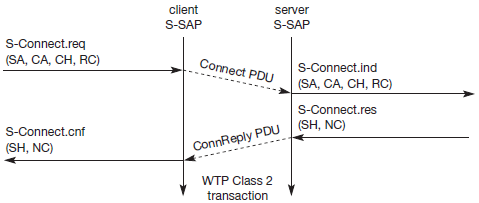 client
S-SAP
server
S-SAP
S-Connect.req
(SA, CA, CH, RC)
Connect PDU
S-Connect.ind
(SA, CA, CH, RC)
S-Connect.res
(SH, NC)
S-Connect.cnf
(SH, NC)
ConnReply PDU
WTP Class 2
transaction